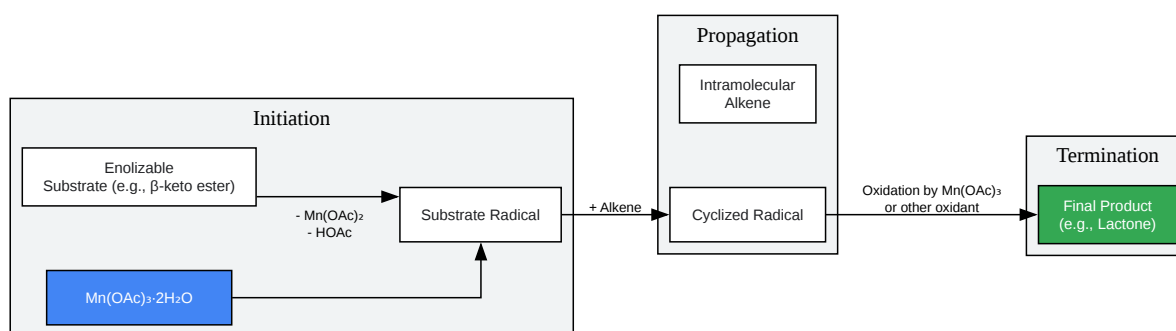 Initiation
Enolizable
Substrate (e.g., β-keto ester)
- Mn(OAc)₂
- HOAc
Substrate Radical
Mn(OAc)₃·2H₂O
+ Alkene
Propagation
Intramolecular
Alkene
Cyclized Radical
Oxidation by Mn(OAc)₃
or other oxidant
Termination
Final Product
(e.g., Lactone)